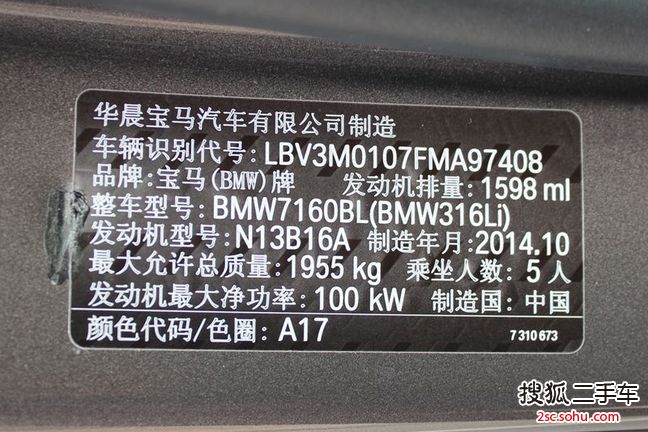 华晨宝马汽车有限公司制造
车辆识别代号: LBV3M0107FMA97408
品牌: 宝马(BMW)牌 发动机排量: 1598 ml
整车型号: BMW7160BL(BMW316Li)
发动机型号: N13B16A 制造年月: 2014.10
最大允许总质量: 1955 kg 乘坐人数: 5 人
发动机最大净功率: 100 kW 制造国: 中国
颜色代码/色圈: A17 7 310 673
搜狐 二手车
2sc.sohu.com